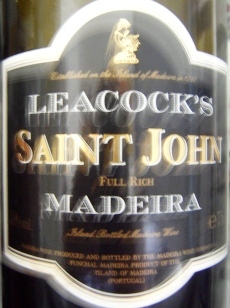 Established on the Island of Madeira in
LEACOCK'S
SAINT JOHN
FULL RICH
MADEIRA
Island Bottled Madeira Wine
WINE PRODUCED AND BOTTLED BY THE MADEIRA WINE COMPANY
FUNCHAL MADEIRA PRODUCT OF THE
ISLAND OF MADEIRA
(PORTUGAL)